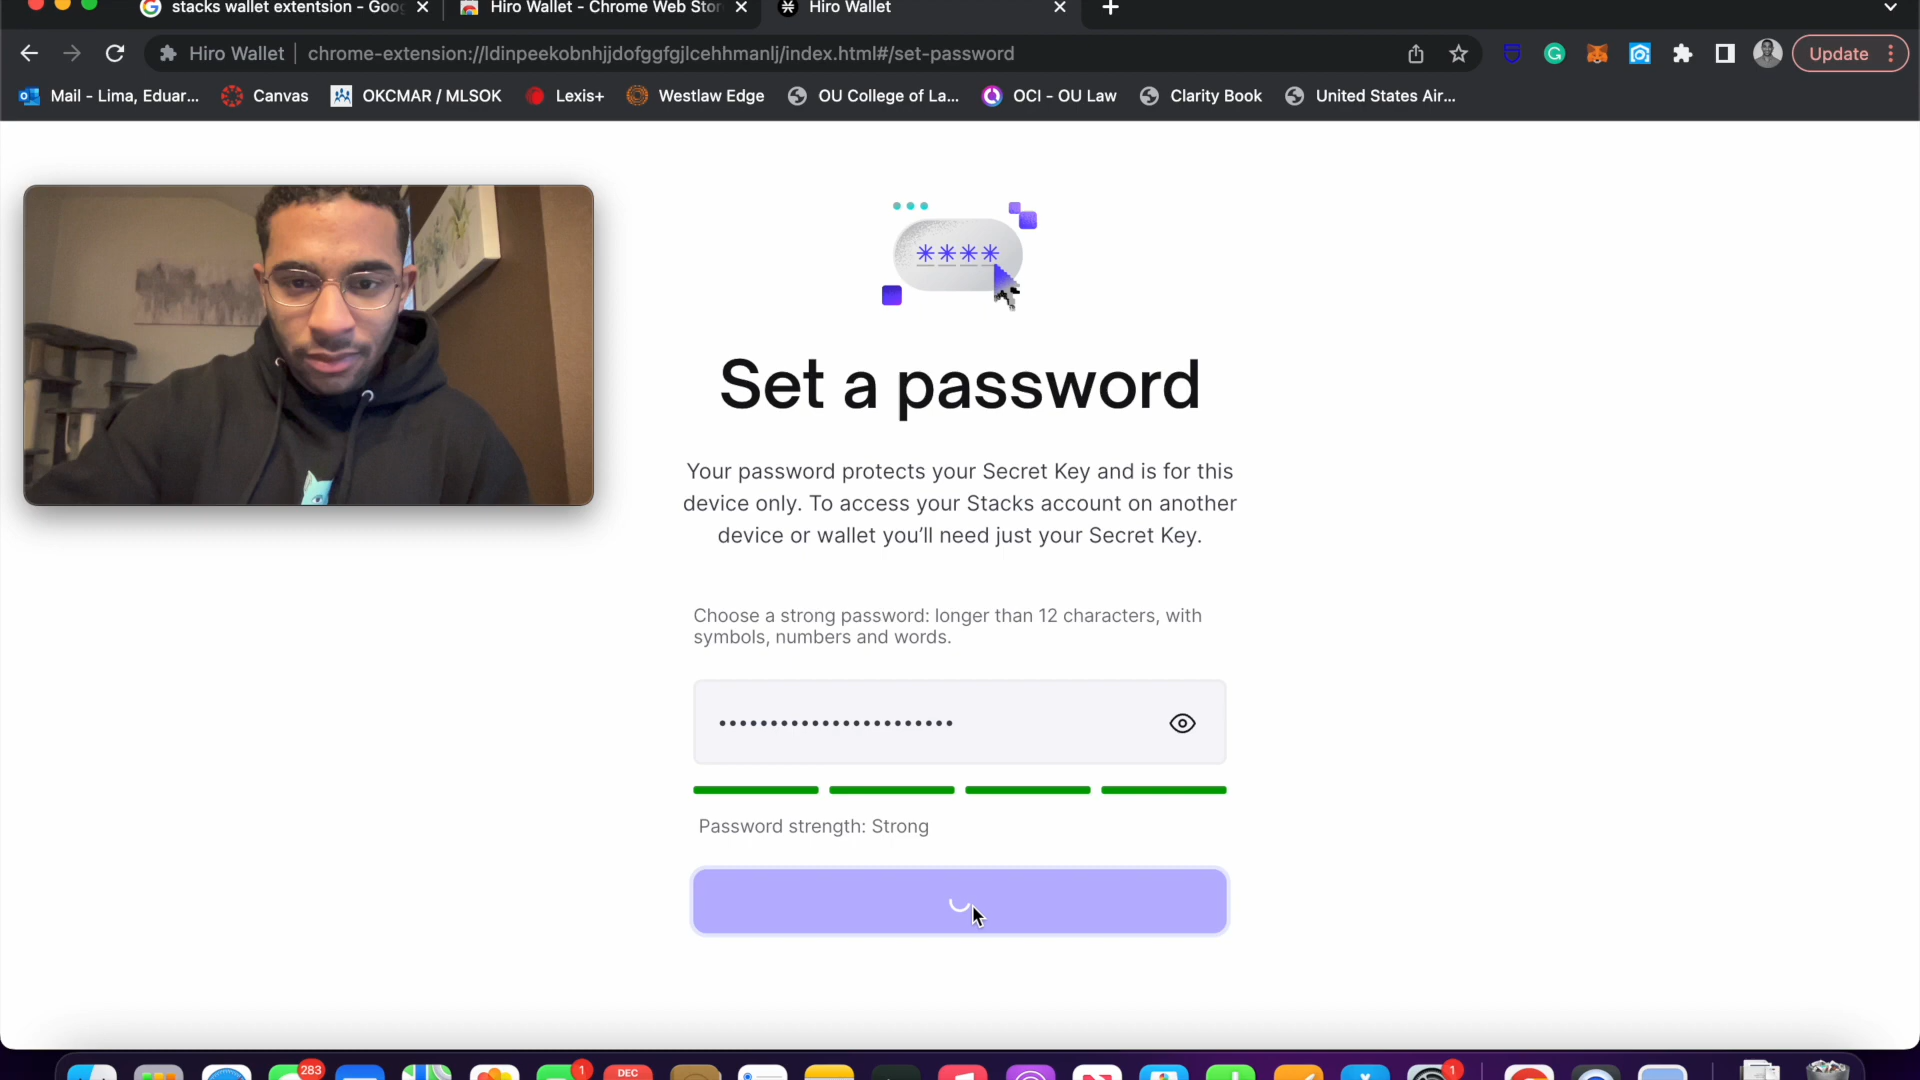 stacks wallet extentsion - Goo
Hiro Wallet - Chrome Web Stor
Hiro Wallet
Hiro Wallet
chrome-extension://ldinpeekobnhjjdofggfgjlcehhmanlj/index.html#/set-password
Update
Mail - Lima, Eduar...
Canvas
OKCMAR / MLSOK
Lexis+
Westlaw Edge
OU College of La...
OCI - OU Law
Clarity Book
United States Air...
Set a password
Your password protects your Secret Key and is for this
device only. To access your Stacks account on another
device or wallet you’ll need just your Secret Key.
Choose a strong password: longer than 12 characters, with
symbols, numbers and words.
Password strength: Strong
283
1
DEC
1